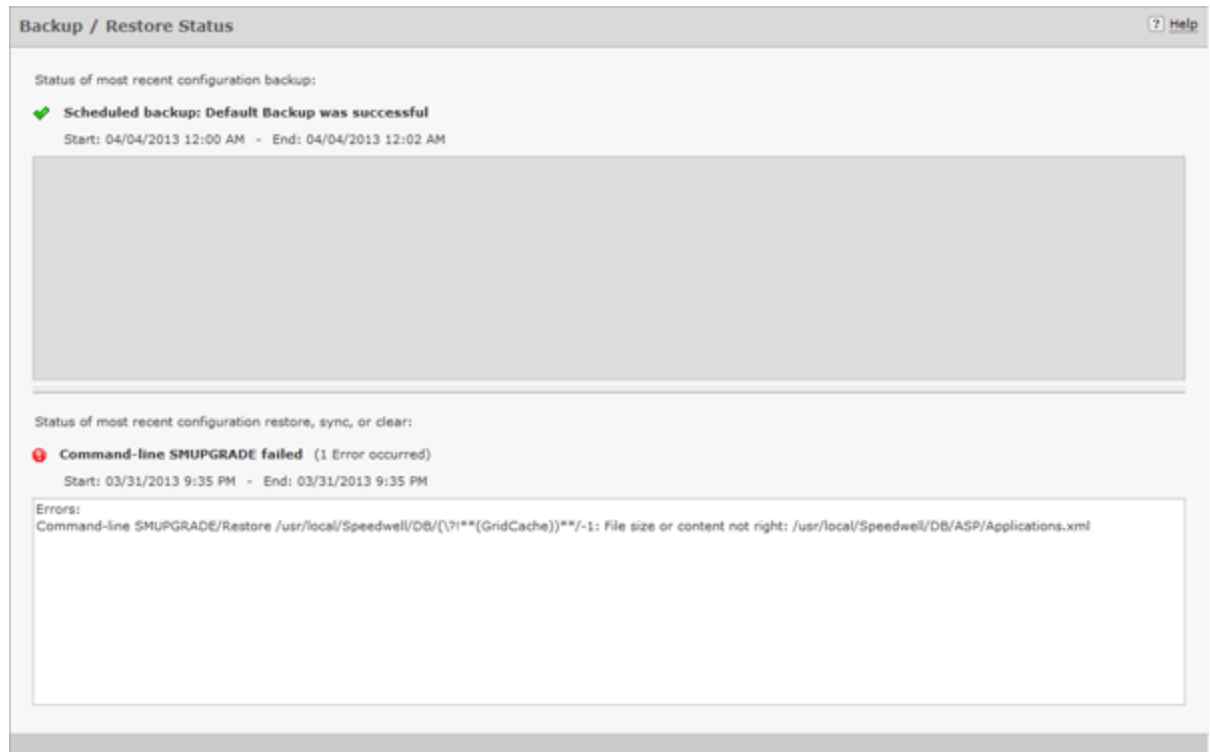 Backup / Restore Status
? Help
Status of most recent configuration backup:
Scheduled backup: Default Backup was successful
Start: 04/04/2013 12:00 AM - End: 04/04/2013 12:02 AM
Status of most recent configuration restore, sync, or clear:
Command-line SMUPGRADE failed (1 Error occurred)
Start: 03/31/2013 9:35 PM - End: 03/31/2013 9:35 PM
Errors:
Command-line SMUPGRADE/Restore /usr/local/Speedwell/DB/(\?!**(GridCache))**/-1: File size or content not right: /usr/local/Speedwell/DB/ASP/Applications.xml